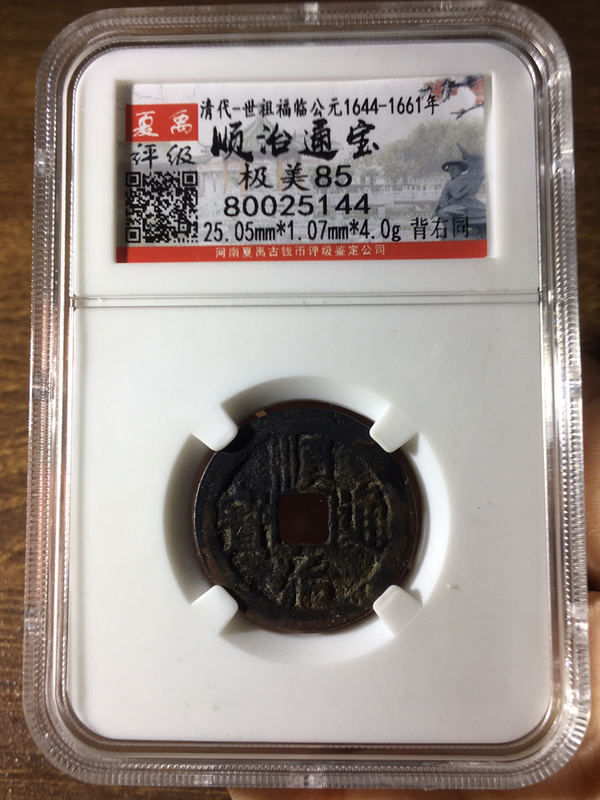 夏禹
评级
清代-世祖福临公元1644-1661年
顺治通宝
极美85
80025144
25.05mm*1.07mm*4.0g 背右同
河南夏禹古钱币评级鉴定公司
順
寳 通
治